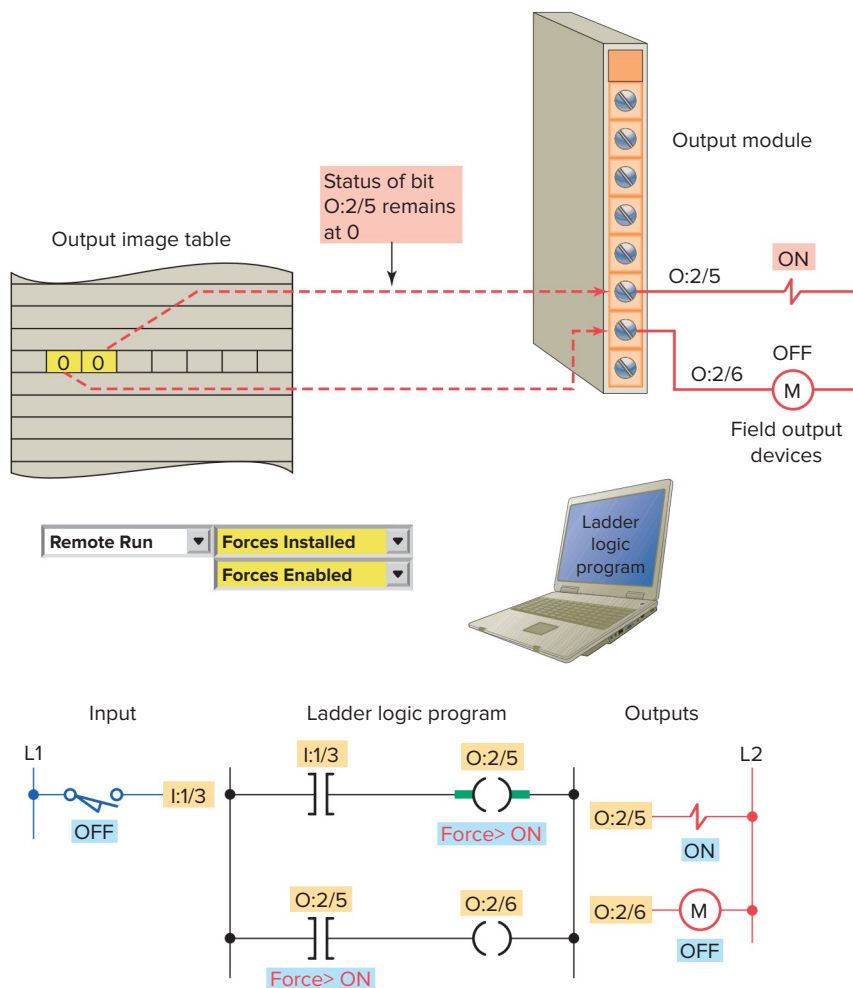 Output module
Status of bit
O:2/5 remains
at 0
Output image table
ON
O:2/5
0 0
OFF
O:2/6
M
Field output
devices
Remote Run
Forces Installed
Forces Enabled
Ladder
logic
program
Input
Ladder logic program
Outputs
L1
I:1/3
O:2/5
L2
I:1/3
O:2/5
OFF
Force> ON
ON
O:2/5
O:2/6
O:2/6
M
Force> ON
OFF